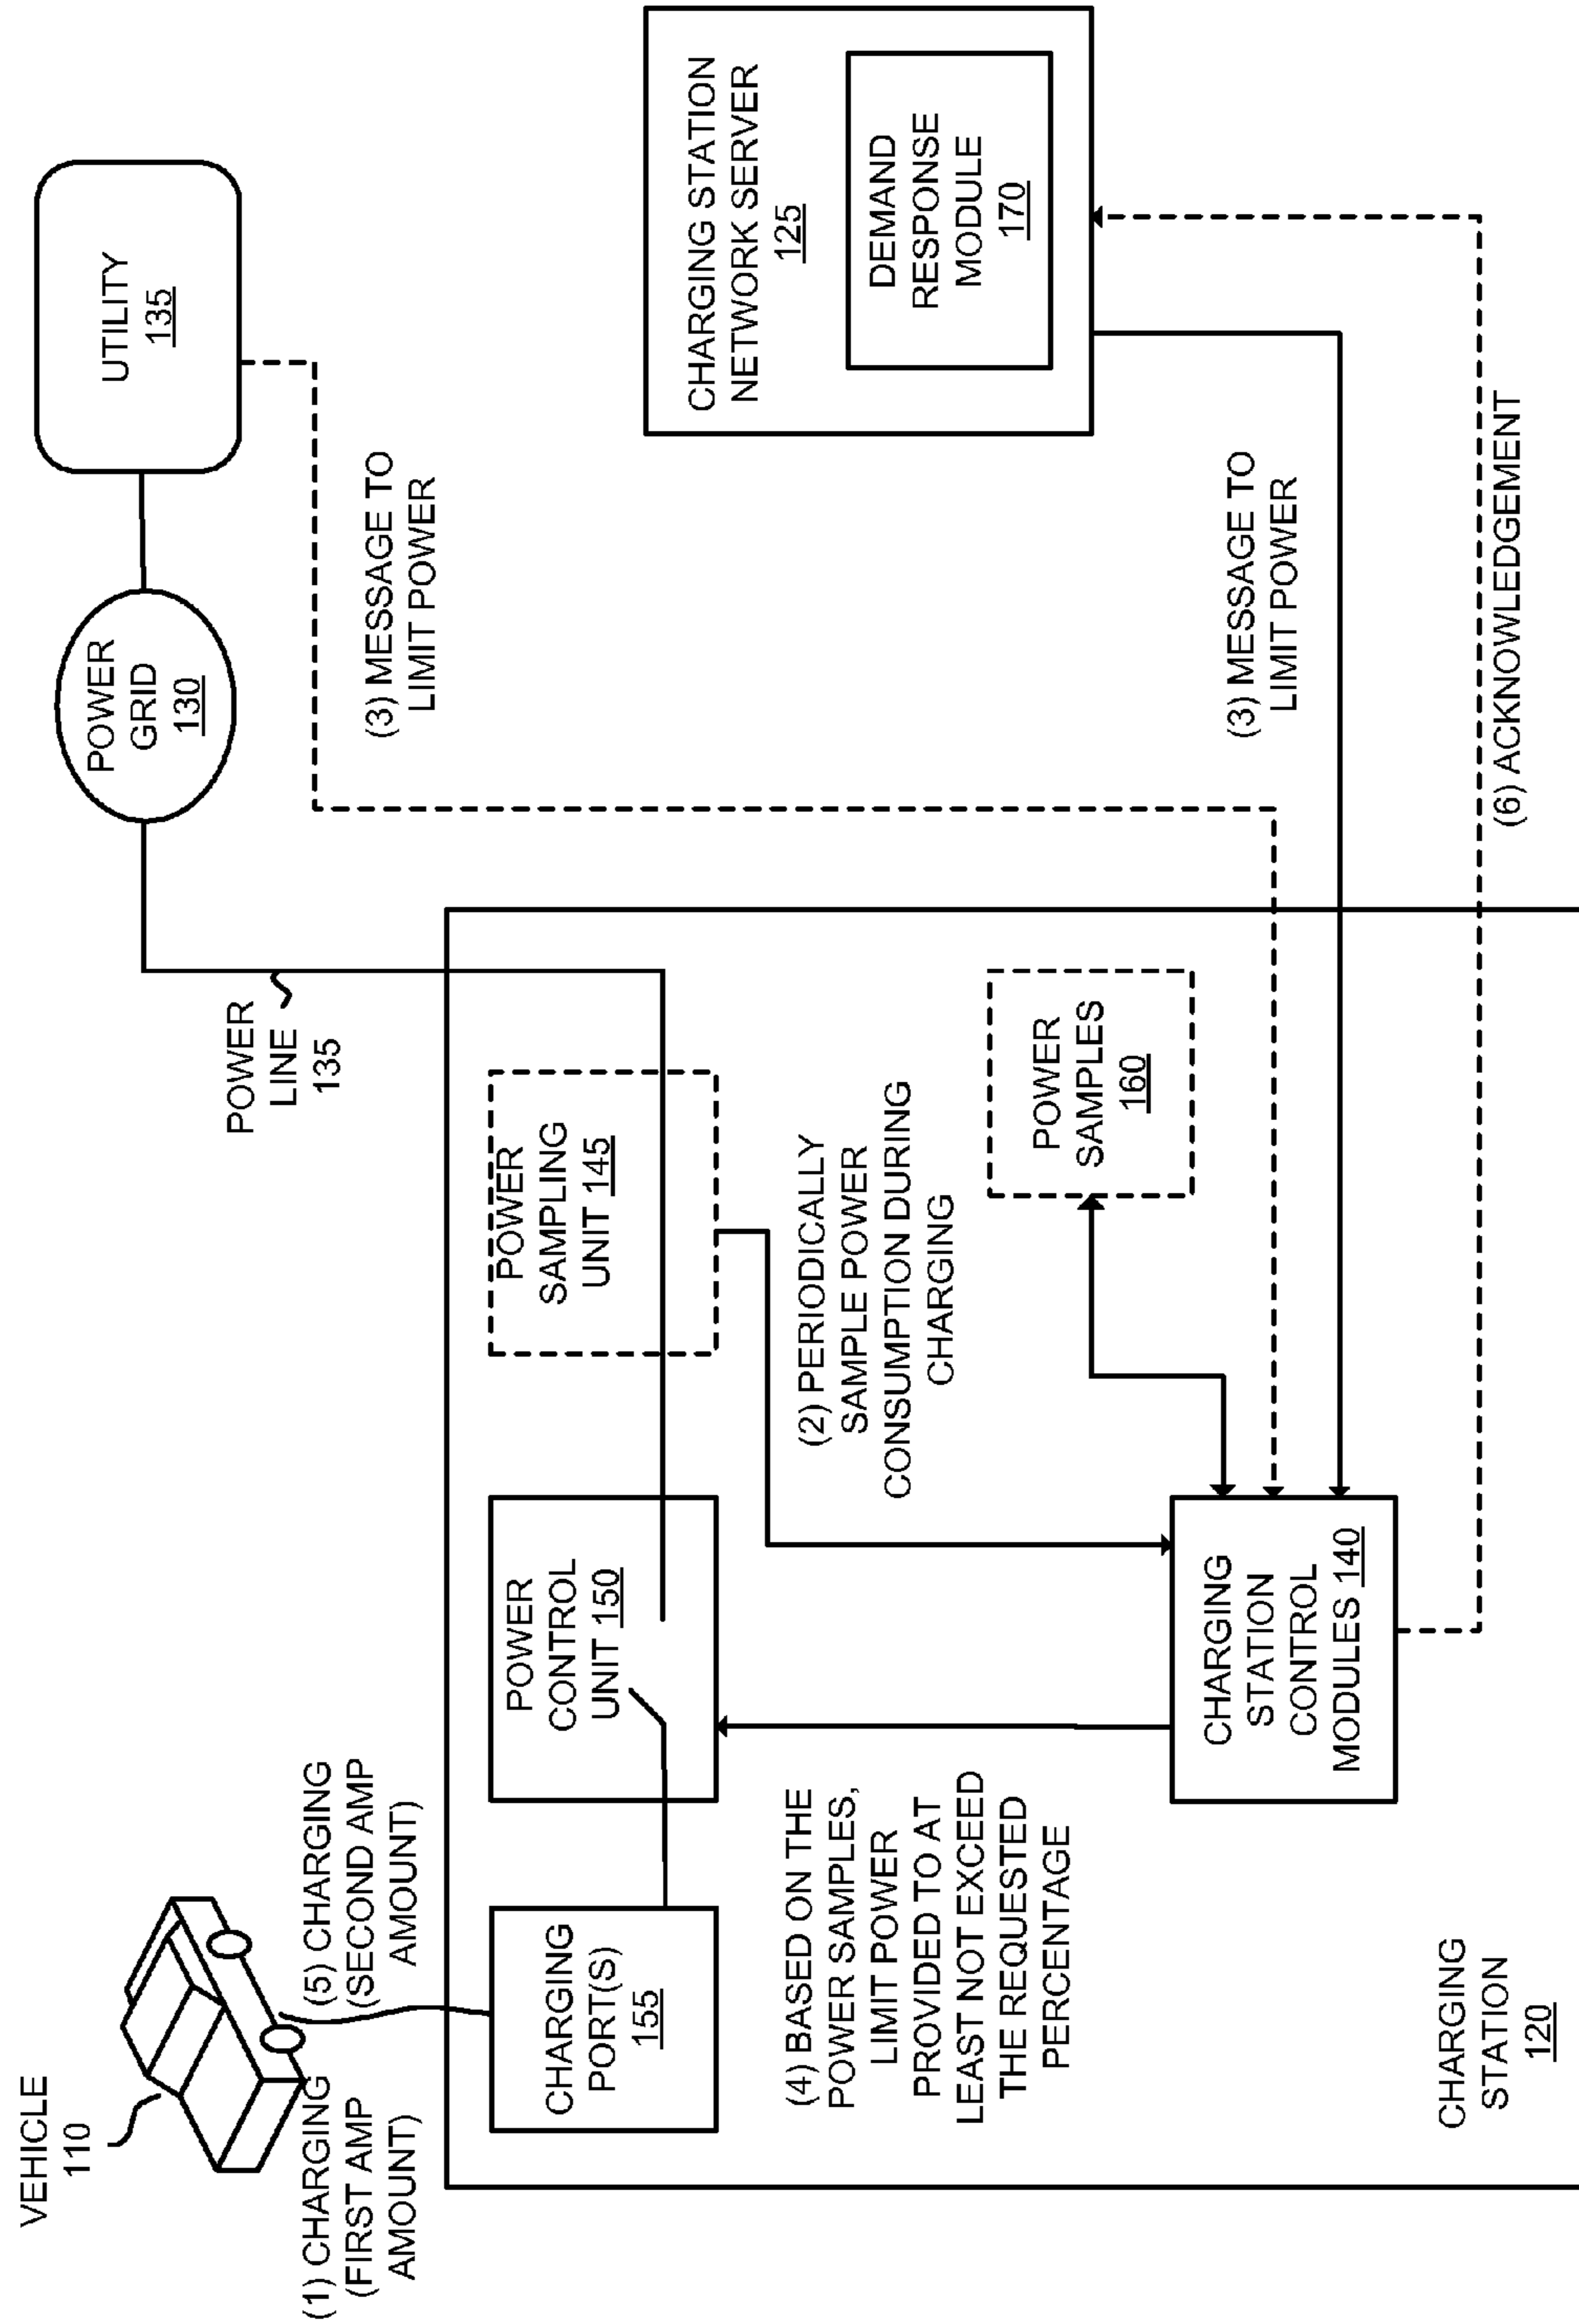 VEHICLE
110
(1) CHARGING
(FIRST AMP
AMOUNT)
(5) CHARGING
(SECOND AMP
AMOUNT)
POWER
LINE
135
POWER
GRID
130
UTILITY
135
(3) MESSAGE TO
LIMIT POWER
CHARGING STATION
NETWORK SERVER
125
DEMAND
RESPONSE
MODULE
170
CHARGING
PORT(S)
155
POWER
CONTROL
UNIT 150
POWER
SAMPLING
UNIT 145
(2) PERIODICALLY
SAMPLE POWER
CONSUMPTION DURING
CHARGING
POWER
SAMPLES
160
(3) MESSAGE TO
LIMIT POWER
(4) BASED ON THE
POWER SAMPLES,
LIMIT POWER
PROVIDED TO AT
LEAST NOT EXCEED
THE REQUESTED
PERCENTAGE
CHARGING
STATION
CONTROL
MODULES 140
(6) ACKNOWLEDGEMENT
CHARGING
STATION
120